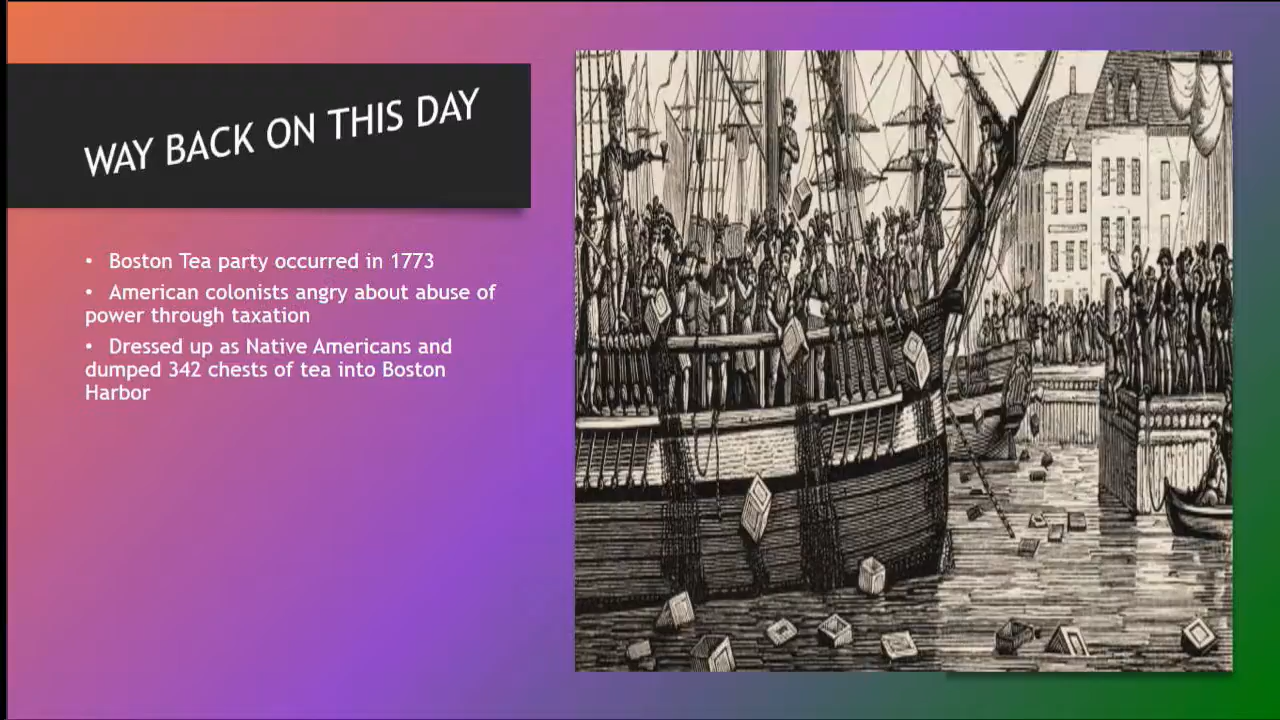 WAY BACK ON THIS DAY
• Boston Tea party occurred in 1773
• American colonists angry about abuse of
power through taxation
• Dressed up as Native Americans and
dumped 342 chests of tea into Boston
Harbor